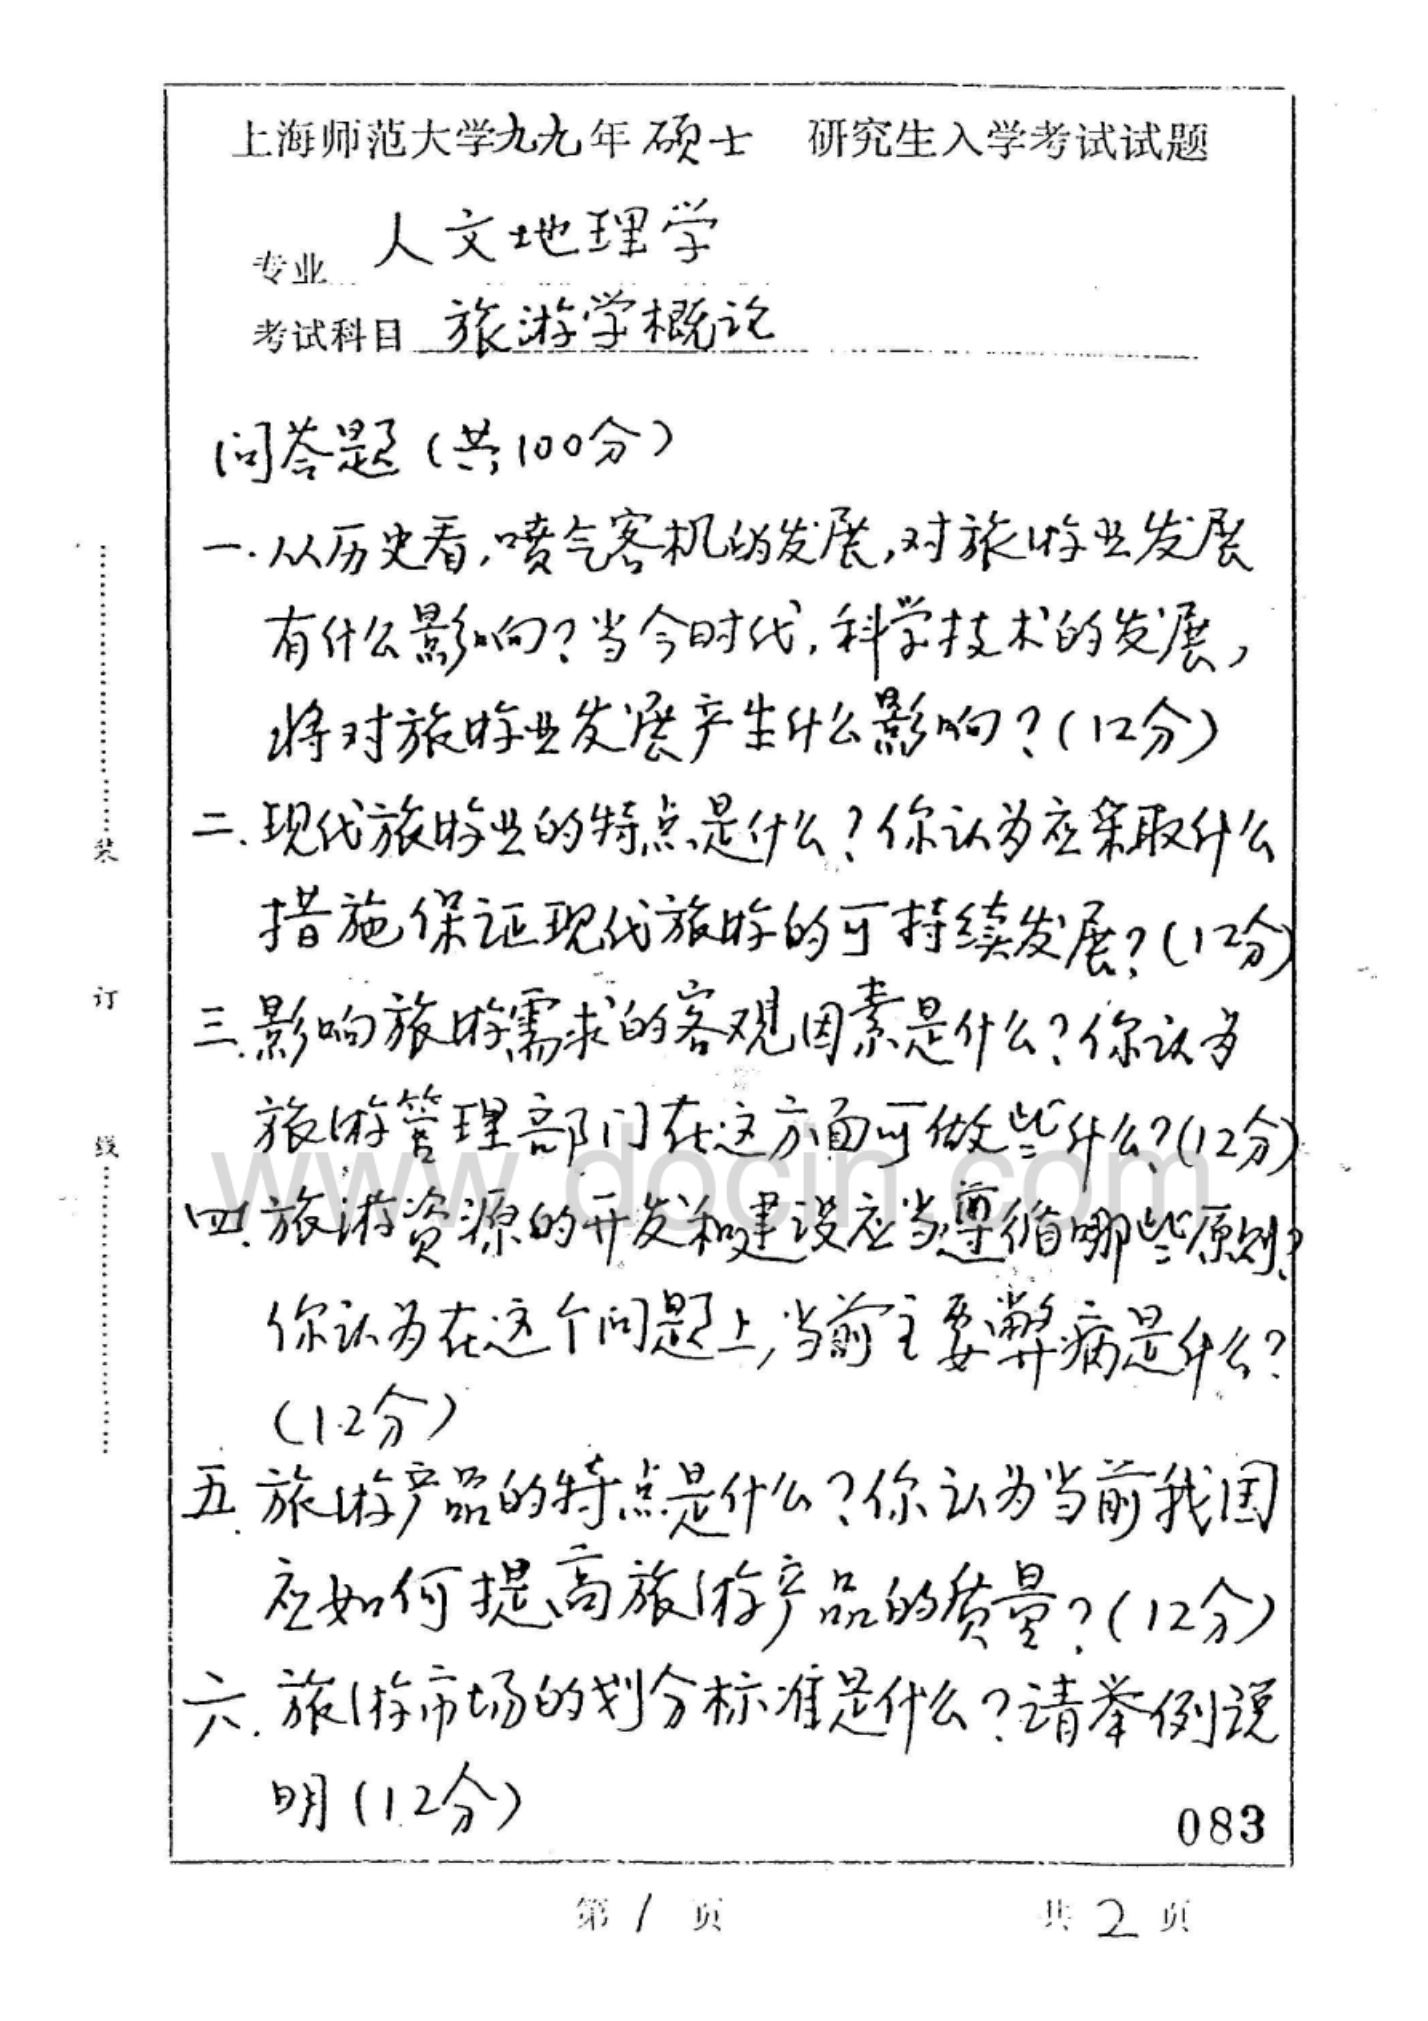 上海师范大学九九年硕士 研究生入学考试试题
专业 人文地理学
考试科目 旅游学概论
问答题(共100分)
一.从历史看,喷气客机的发展,对旅游业发展
有什么影响?当今时代,科学技术的发展,
将对旅游业发展产生什么影响?(12分)
二.现代旅游业的特点是什么?你认为应采取什么
措施保证现代旅游的可持续发展?(12分)
三.影响旅游需求的客观因素是什么?你认为
旅游管理部门在这方面可做些什么?(12分)
四.旅游资源的开发和建设应当遵循哪些原则?
你认为在这个问题上,当前主要弊病是什么?
(12分)
五.旅游产品的特点是什么?你认为当前我国
应如何提高旅游产品的质量?(12分)
六.旅游市场的划分标准是什么?请举例说
明(12分)
083
第1页 共2页
装
订
线
www.docin.com